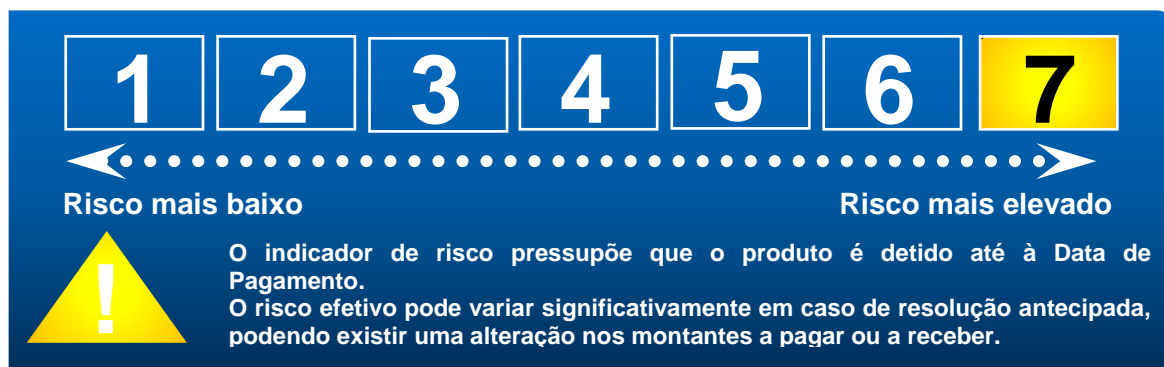 1 2 3 4 5 6 7
Risco mais baixo Risco mais elevado
!
O indicador de risco pressupõe que o produto é detido até à Data de
Pagamento.
O risco efetivo pode variar significativamente em caso de resolução antecipada,
podendo existir uma alteração nos montantes a pagar ou a receber.